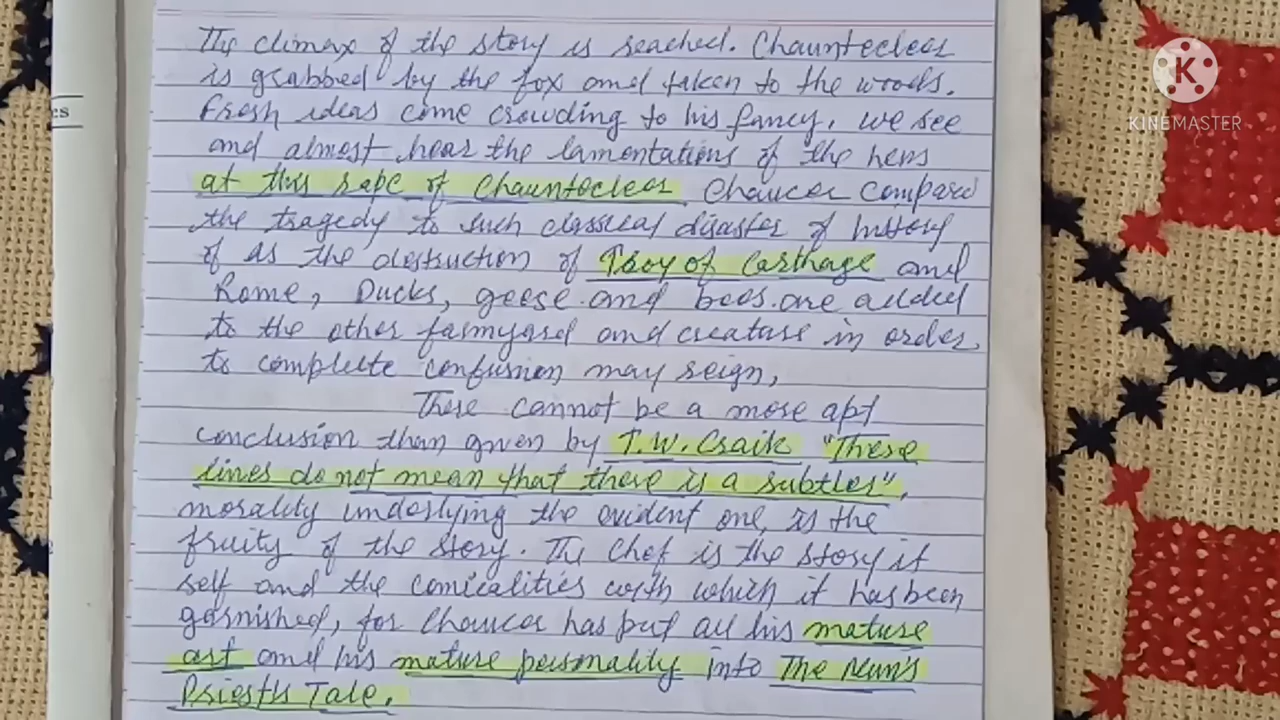 The climax of the story is reached. Chauntecleer
is grabbed by the fox and taken to the woods.
Fresh ideas come crowding to his fancy. we see
and almost hear the lamentations of the hens
at this rape of Chauntecleer. Chaucer compared
the tragedy to such classical disaster of history
of as the destruction of Troy of Carthage and
Rome, Ducks, geese and bees are added
to the other farmyard and creature in order
to complete confursion may reign,
There cannot be a more apt
conclusion than given by T.W. Craik "These
lines do not mean that there is a subtler",
morality underlying the evident one, is the
fruity of the story. The Chef is the story it
self and the comicalities with which it has been
garnished, for Chaucer has put all his mature
art and his mature personality into The Nun's
Priest's Tale.
es
K
KINEMASTER